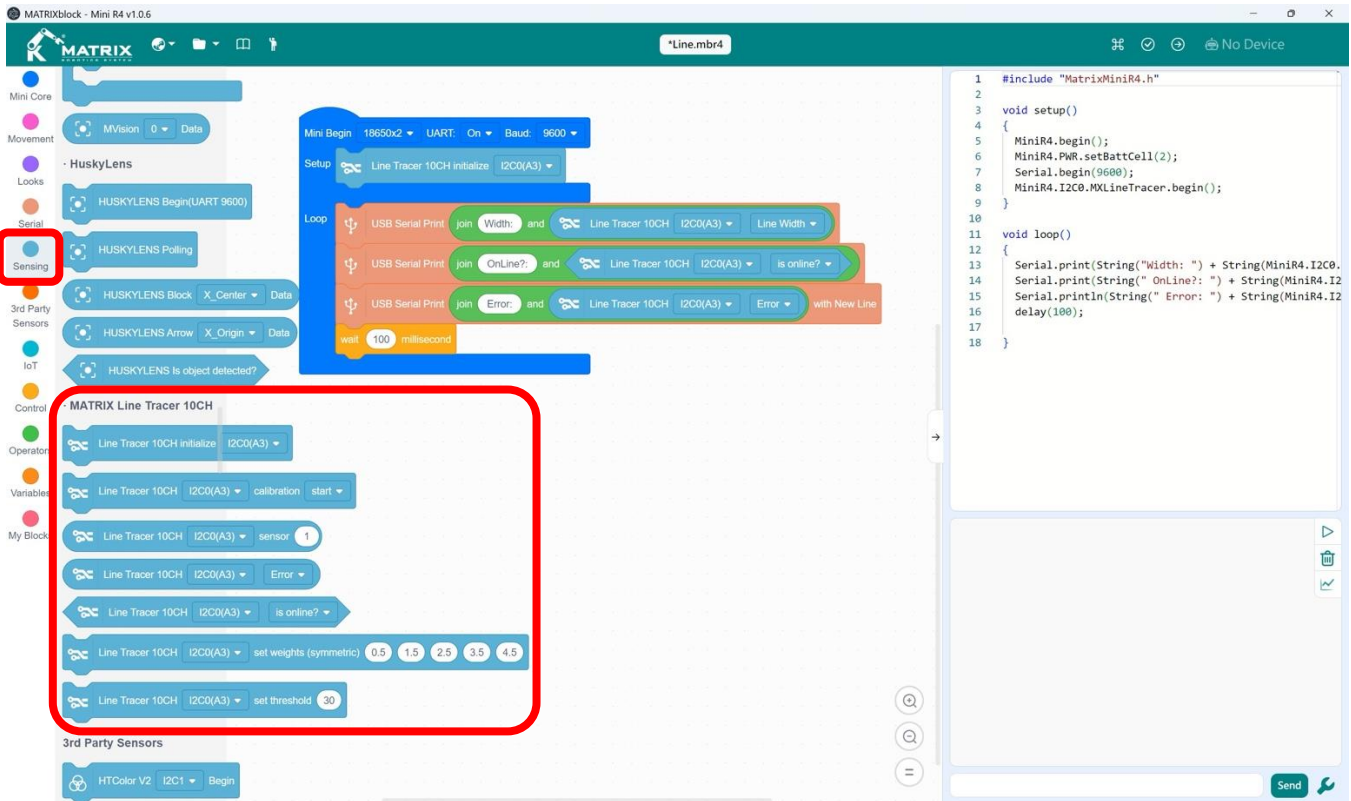 MATRIXblock - Mini R4 v1.0.6
MATRIX
ROBOTICS SYSTEM
*Line.mbr4
No Device
Mini Core
Movement
Looks
Serial
Sensing
3rd Party
Sensors
IoT
Control
Operators
Variables
My Blocks
MVision 0 Data
· HuskyLens
HUSKYLENS Begin(UART 9600)
HUSKYLENS Polling
HUSKYLENS Block X_Center Data
HUSKYLENS Arrow X_Origin Data
HUSKYLENS Is object detected?
· MATRIX Line Tracer 10CH
Line Tracer 10CH initialize I2C0(A3)
Line Tracer 10CH I2C0(A3) calibration start
Line Tracer 10CH I2C0(A3) sensor 1
Line Tracer 10CH I2C0(A3) Error
Line Tracer 10CH I2C0(A3) is online?
Line Tracer 10CH I2C0(A3) set weights (symmetric) 0.5 1.5 2.5 3.5 4.5
Line Tracer 10CH I2C0(A3) set threshold 30
3rd Party Sensors
HTColor V2 I2C1 Begin
Mini Begin 18650x2 UART: On Baud: 9600
Setup Line Tracer 10CH initialize I2C0(A3)
Loop USB Serial Print join Width: and Line Tracer 10CH I2C0(A3) Line Width
USB Serial Print join OnLine?: and Line Tracer 10CH I2C0(A3) is online?
USB Serial Print join Error: and Line Tracer 10CH I2C0(A3) Error with New Line
wait 100 millisecond
1 #include "MatrixMiniR4.h"
2
3 void setup()
4 {
5 MiniR4.begin();
6 MiniR4.PWR.setBattCell(2);
7 Serial.begin(9600);
8 MiniR4.I2C0.MXLineTracer.begin();
9 }
10
11 void loop()
12 {
13 Serial.print(String("Width: ") + String(MiniR4.I2C0.
14 Serial.print(String(" OnLine?: ") + String(MiniR4.I2
15 Serial.println(String(" Error: ") + String(MiniR4.I2
16 delay(100);
17
18 }
Send